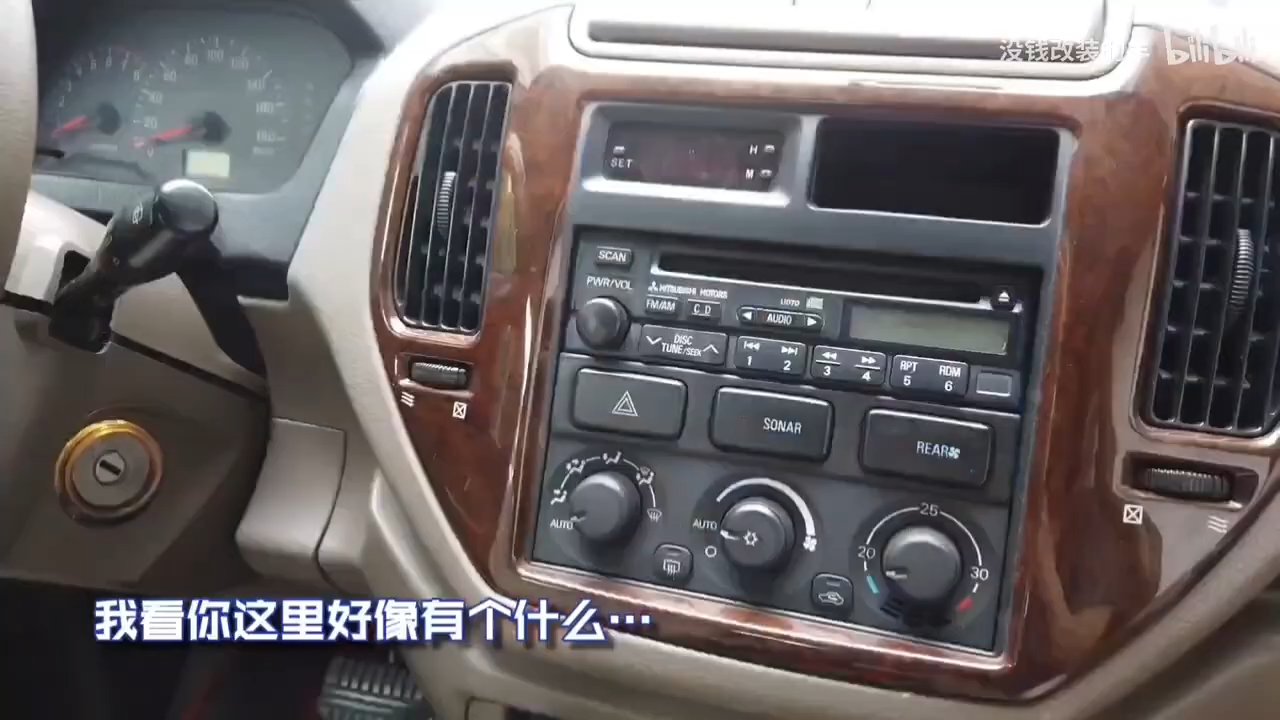 没钱改装
bilibili
SET
H
M
SCAN
PWR/VOL
MITSUBISHI MOTORS
FM/AM
CD
AUDIO
DISC
TUNE/SEEK
1
2
3
4
RPT
5
RDM
6
SONAR
REAR
AUTO
AUTO
20
25
30
我看你这里好像有个什么…